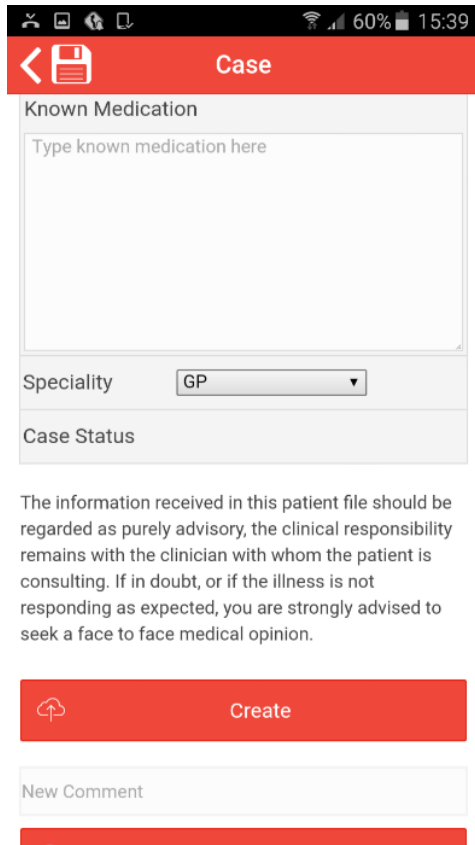 60% 15:39
Case
Known Medication
Type known medication here
Speciality GP
Case Status
The information received in this patient file should be
regarded as purely advisory, the clinical responsibility
remains with the clinician with whom the patient is
consulting. If in doubt, or if the illness is not
responding as expected, you are strongly advised to
seek a face to face medical opinion.
Create
New Comment